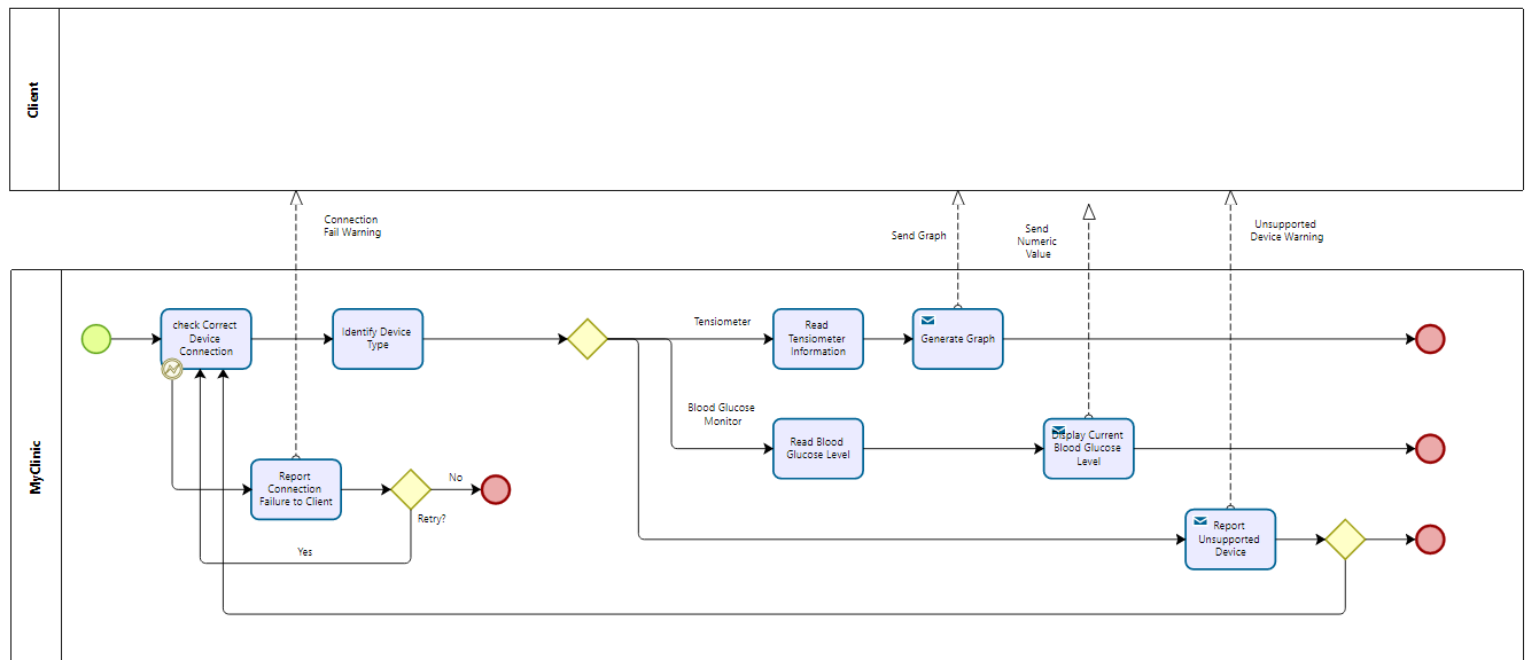 Client
Connection
Fail Warning
Send Graph
Send
Numeric
Value
Unsupported
Device Warning
MyClinic
check Correct
Device
Connection
Identify Device
Type
Tensiometer
Read
Tensiometer
Information
Generate Graph
Blood Glucose
Monitor
Read Blood
Glucose Level
Display Current
Blood Glucose
Level
Report
Connection
Failure to Client
No
Retry?
Yes
Report
Unsupported
Device